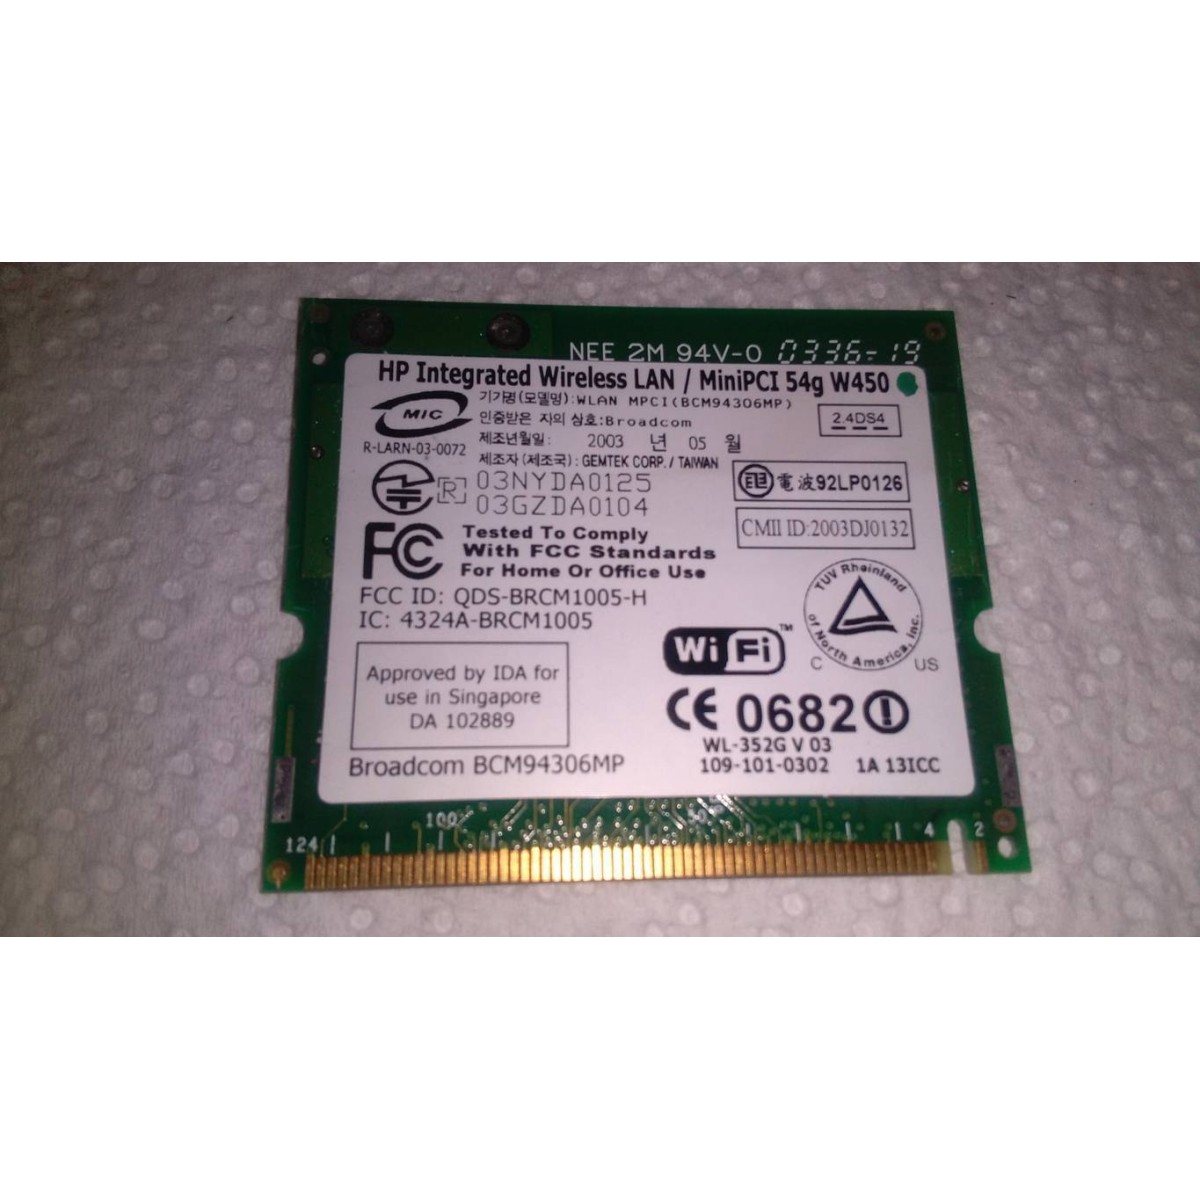 NEE 2M 94V-0 0336-19
HP Integrated Wireless LAN / MiniPCI 54g W450
MIC
기기명(모델명):WLAN MPCI(BCM94306MP)
인증받은 자의 상호:Broadcom
2.4DS4
R-LARN-03-0072
제조년월일: 2003 년 05 월
제조자(제조국): GEMTEK CORP./ TAIWAN
R 03NYDA0125
03GZDA0104
電波92LP0126
CMII ID:2003DJ0132
FC Tested To Comply
With FCC Standards
For Home Or Office Use
FCC ID: QDS-BRCM1005-H
IC: 4324A-BRCM1005
TUV Rheinland
of North America, Inc.
C US
Wi Fi TM
Approved by IDA for
use in Singapore
DA 102889
CE 0682
WL-352G V 03
Broadcom BCM94306MP
109-101-0302 1A 13ICC
124 100 50 4 2